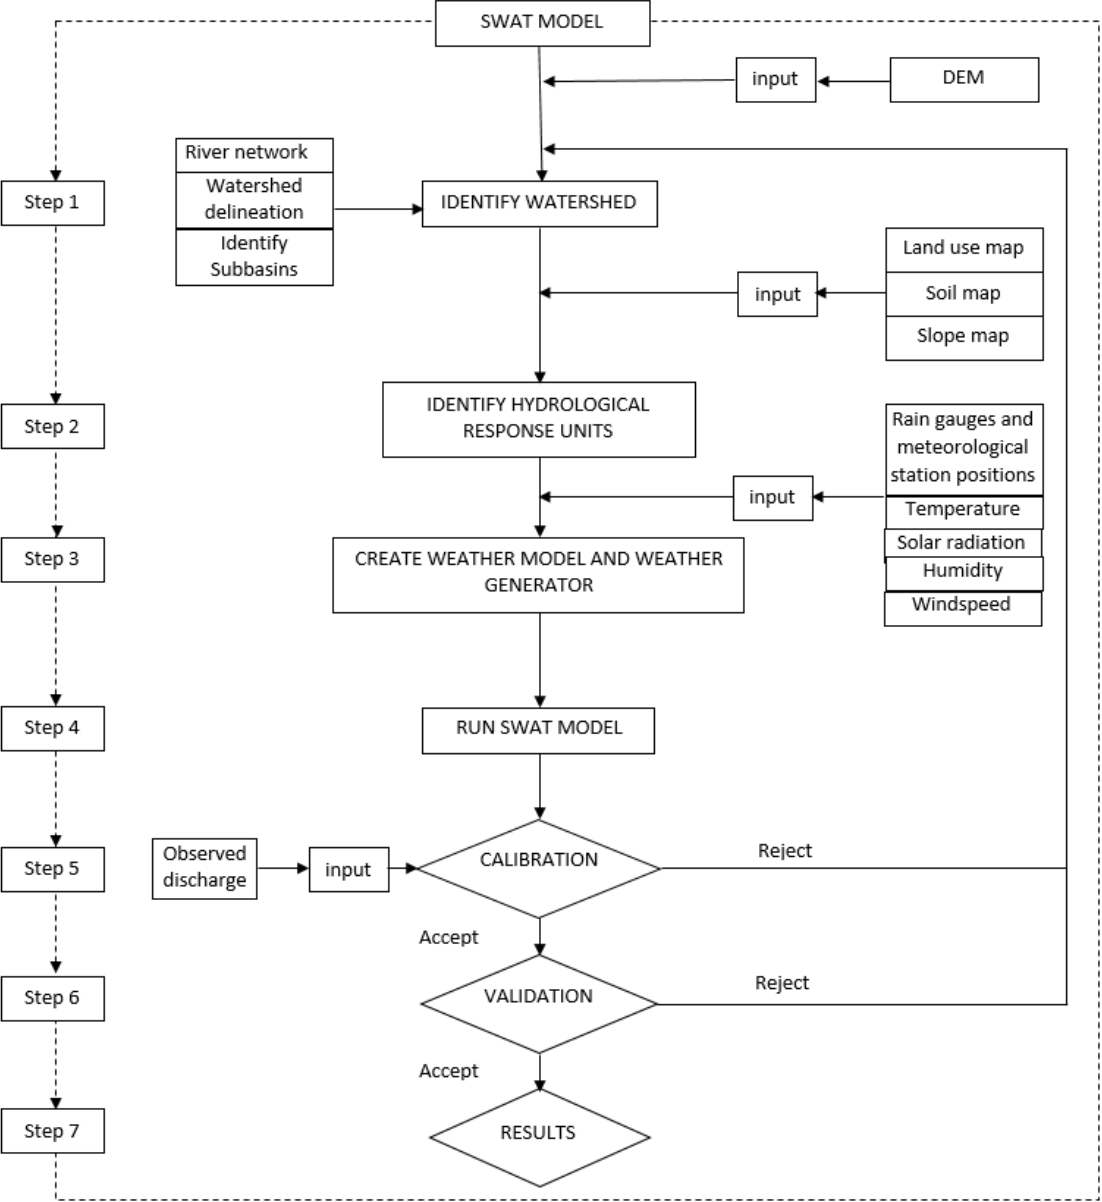 SWAT MODEL
input
DEM
River network
Watershed
delineation
Identify
Subbasins
Step 1
IDENTIFY WATERSHED
Land use map
input
Soil map
Slope map
Step 2
IDENTIFY HYDROLOGICAL
RESPONSE UNITS
Rain gauges and
meteorological
station positions
input
Temperature
Solar radiation
Humidity
Windspeed
Step 3
CREATE WEATHER MODEL AND WEATHER
GENERATOR
Step 4
RUN SWAT MODEL
Step 5
Observed
discharge
input
CALIBRATION
Reject
Accept
Step 6
VALIDATION
Reject
Accept
Step 7
RESULTS